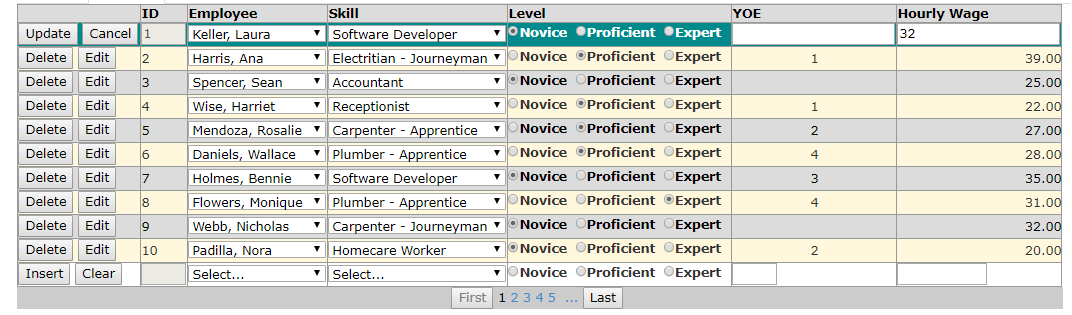 ID Employee Skill Level YOE Hourly Wage
Update Cancel 1 Keller, Laura Software Developer Novice Proficient Expert 32
Delete Edit 2 Harris, Ana Electritian - Journeyman Novice Proficient Expert 1 39.00
Delete Edit 3 Spencer, Sean Accountant Novice Proficient Expert 25.00
Delete Edit 4 Wise, Harriet Receptionist Novice Proficient Expert 1 22.00
Delete Edit 5 Mendoza, Rosalie Carpenter - Apprentice Novice Proficient Expert 2 27.00
Delete Edit 6 Daniels, Wallace Plumber - Apprentice Novice Proficient Expert 4 28.00
Delete Edit 7 Holmes, Bennie Software Developer Novice Proficient Expert 3 35.00
Delete Edit 8 Flowers, Monique Plumber - Apprentice Novice Proficient Expert 4 31.00
Delete Edit 9 Webb, Nicholas Carpenter - Journeyman Novice Proficient Expert 32.00
Delete Edit 10 Padilla, Nora Homecare Worker Novice Proficient Expert 2 20.00
Insert Clear Select... Select... Novice Proficient Expert
First 1 2 3 4 5 ... Last